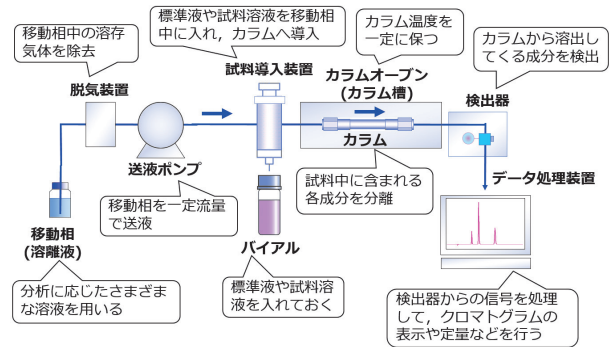 移動相中の溶存
気体を除去
標準液や試料溶液を移動相
中に入れ，カラムへ導入
カラム温度を
一定に保つ
カラムから溶出し
てくる成分を検出
脱気装置
試料導入装置
カラムオーブン
(カラム槽)
検出器
カラム
送液ポンプ
試料中に含まれる
各成分を分離
データ処理装置
移動相を一定流量
で送液
移動相
(溶離液)
バイアル
分析に応じたさまざま
な溶液を用いる
標準液や試料溶
液を入れておく
検出器からの信号を処理
して，クロマトグラムの
表示や定量などを行う